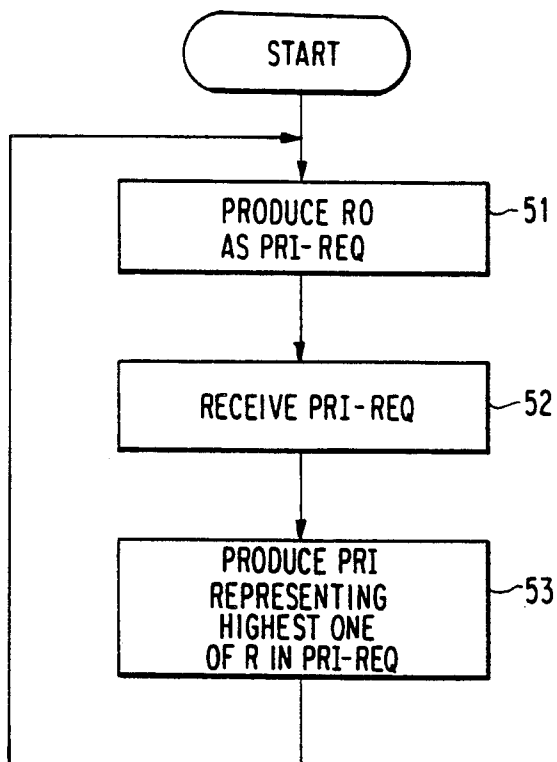 START
PRODUCE RO
AS PRI-REQ
51
RECEIVE PRI-REQ
52
PRODUCE PRI
REPRESENTING
HIGHEST ONE
OF R IN PRI-REQ
53